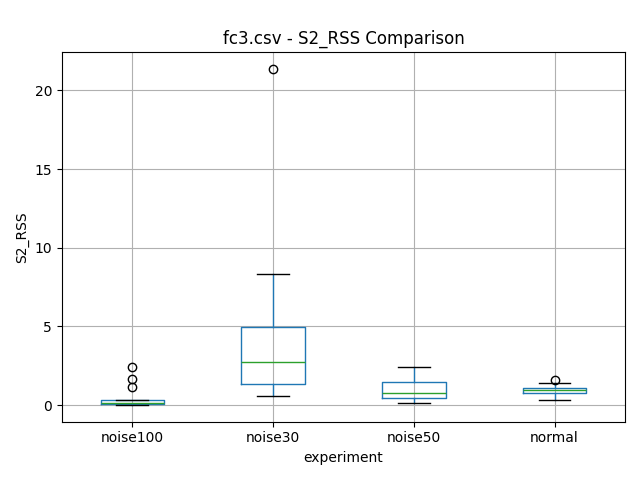 fc3.csv - S2_RSS Comparison
20
15
10
5
0
S2_RSS
noise100 noise30 noise50 normal
experiment